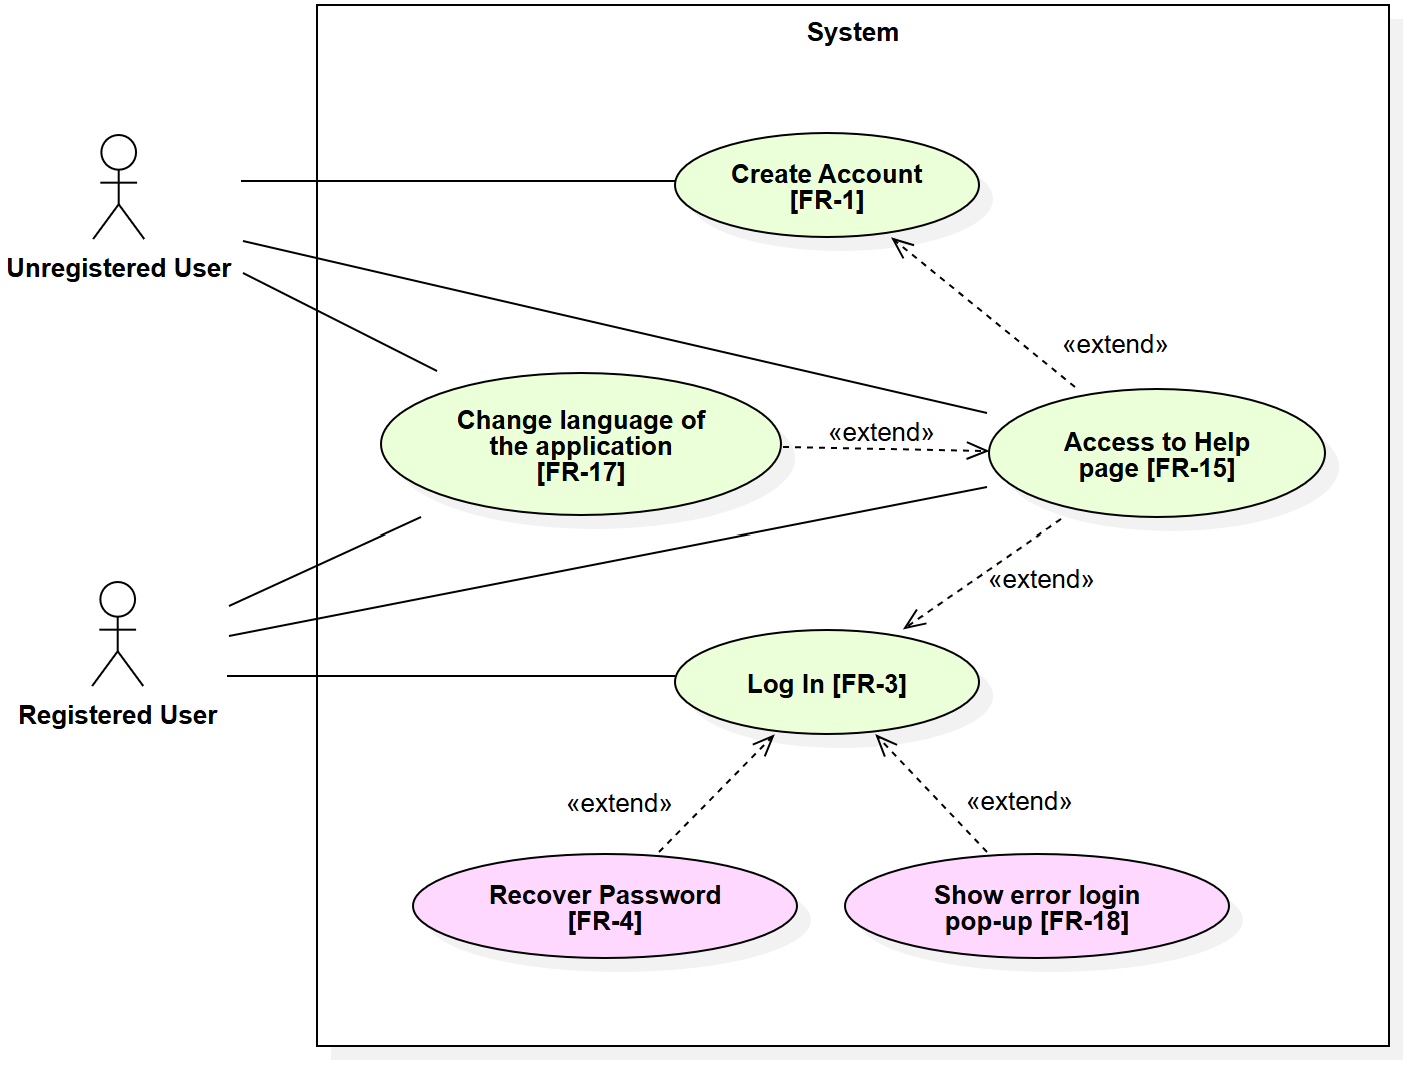 System
Create Account
[FR-1]
Unregistered User
«extend»
Change language of
the application
[FR-17]
«extend»
Access to Help
page [FR-15]
«extend»
Log In [FR-3]
Registered User
«extend»
«extend»
Recover Password
[FR-4]
Show error login
pop-up [FR-18]